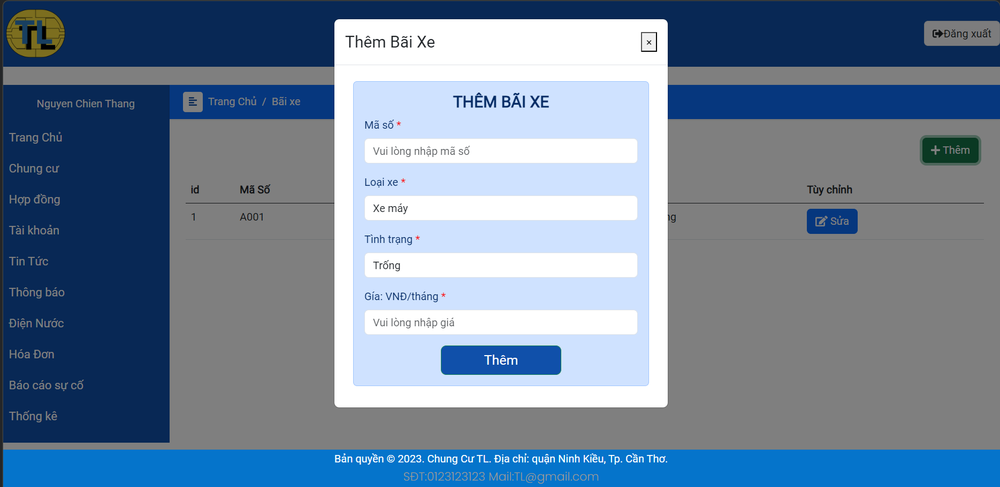 TL
Thêm Bãi Xe
×
Đăng xuất
Nguyen Chien Thang
Trang Chủ / Bãi xe
THÊM BÃI XE
Mã số *
Vui lòng nhập mã số
Loại xe *
Xe máy
Tình trạng *
Trống
Gía: VNĐ/tháng *
Vui lòng nhập giá
Thêm
Trang Chủ
Chung cư
Hợp đồng
Tài khoản
Tin Tức
Thông báo
Điện Nước
Hóa Đơn
Báo cáo sự cố
Thống kê
Thêm
id Mã Số Tùy chỉnh
1 A001 Sửa
Bản quyền © 2023. Chung Cư TL. Địa chỉ: quận Ninh Kiều, Tp. Cần Thơ.
SĐT:0123123123 Mail:TL@gmail.com